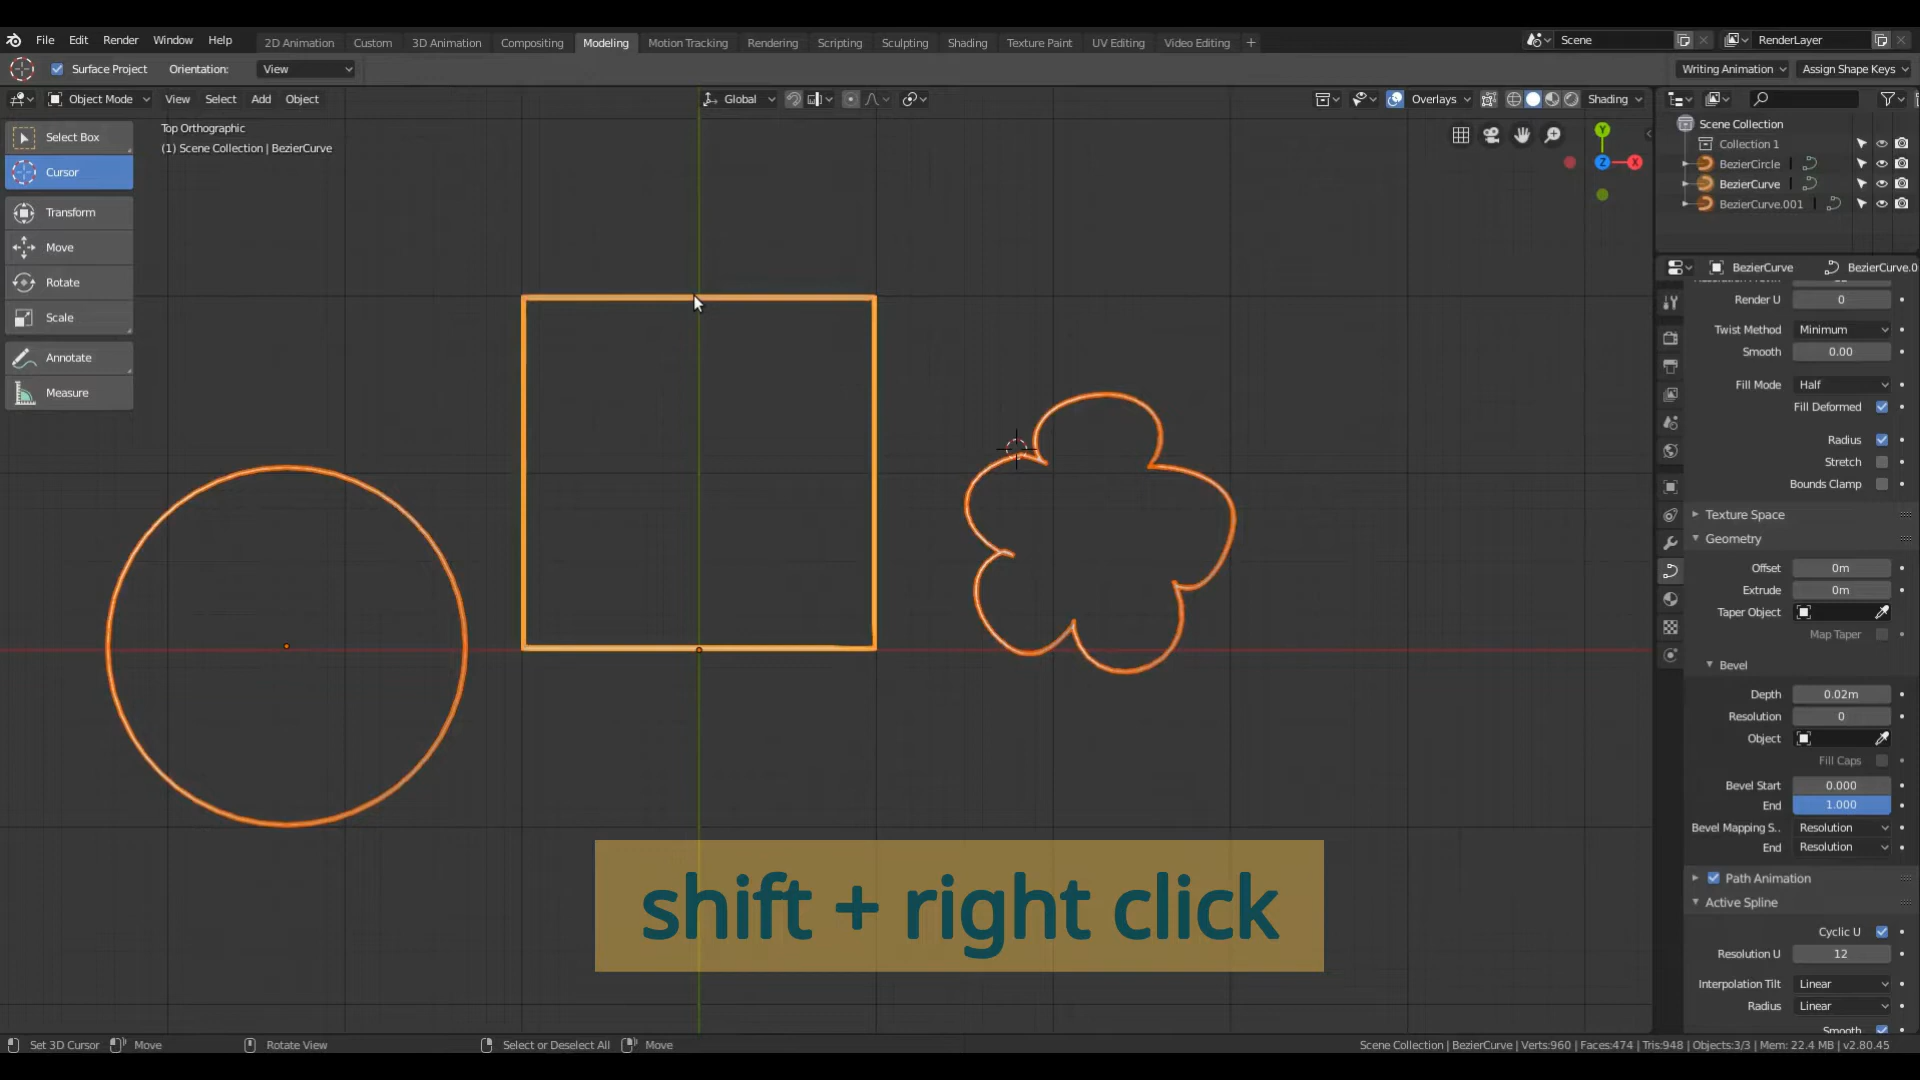 File Edit Render Window Help
2D Animation Custom 3D Animation Compositing Modeling Motion Tracking Rendering Scripting Sculpting Shading Texture Paint UV Editing Video Editing +
Scene
RenderLayer
Surface Project Orientation: View
Writing Animation Assign Shape Keys
Object Mode View Select Add Object
Global
Overlays
Shading
Select Box
Cursor
Transform
Move
Rotate
Scale
Annotate
Measure
Top Orthographic
(1) Scene Collection | BezierCurve
Y
Z
X
Scene Collection
Collection 1
BezierCircle
BezierCurve
BezierCurve.001
BezierCurve BezierCurve.0
Render U 0
Twist Method Minimum
Smooth 0.00
Fill Mode Half
Fill Deformed
Radius
Stretch
Bounds Clamp
Texture Space
Geometry
Offset 0m
Extrude 0m
Taper Object
Map Taper
Bevel
Depth 0.02m
Resolution 0
Object
Fill Caps
Bevel Start 0.000
End 1.000
Bevel Mapping S.. Resolution
End Resolution
Path Animation
Active Spline
Cyclic U
Resolution U 12
Interpolation Tilt Linear
Radius Linear
Smooth
shift + right click
Set 3D Cursor Move Rotate View Select or Deselect All Move
Scene Collection | BezierCurve | Verts:960 | Faces:474 | Tris:948 | Objects:3/3 | Mem: 22.4 MB | v2.80.45